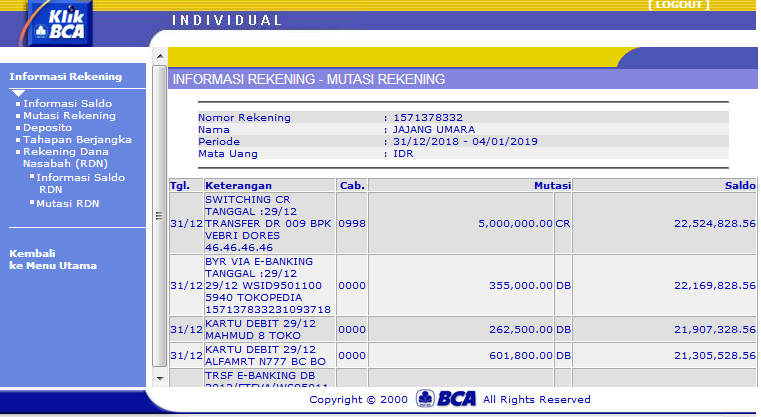 [ LOGOUT ]
Klik
BCA
INDIVIDUAL
Informasi Rekening
Informasi Saldo
Mutasi Rekening
Deposito
Tahapan Berjangka
Rekening Dana
Nasabah (RDN)
Informasi Saldo
RDN
Mutasi RDN
Kembali
ke Menu Utama
INFORMASI REKENING - MUTASI REKENING
Nomor Rekening : 1571378332
Nama : JAJANG UMARA
Periode : 31/12/2018 - 04/01/2019
Mata Uang : IDR
Tgl. Keterangan Cab. Mutasi Saldo
SWITCHING CR
TANGGAL :29/12
31/12 TRANSFER DR 009 BPK 0998 5,000,000.00 CR 22,524,828.56
VEBRI DORES
46.46.46.46
BYR VIA E-BANKING
TANGGAL :29/12
31/12 29/12 WSID9501100 0000 355,000.00 DB 22,169,828.56
5940 TOKOPEDIA
157137833231093718
31/12 KARTU DEBIT 29/12 0000 262,500.00 DB 21,907,328.56
MAHMUD 8 TOKO
31/12 KARTU DEBIT 29/12 0000 601,800.00 DB 21,305,528.56
ALFAMRT N777 BC BO
TRSF E-BANKING DB
Copyright © 2000 BCA All Rights Reserved